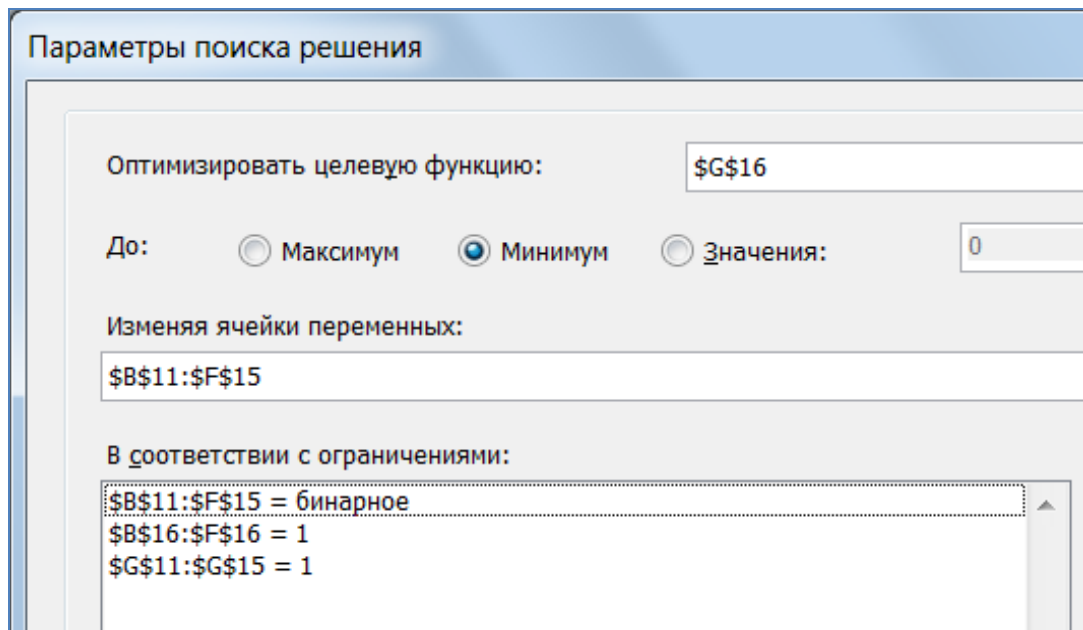 Параметры поиска решения
Оптимизировать целевую функцию: $G$16
До: Максимум Минимум Значения: 0
Изменяя ячейки переменных:
$B$11:$F$15
В соответствии с ограничениями:
$B$11:$F$15 = бинарное
$B$16:$F$16 = 1
$G$11:$G$15 = 1